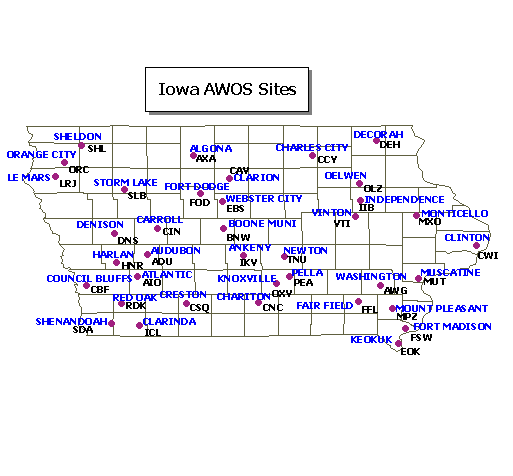 Iowa AWOS Sites
DECORAH
DEH
SHELDON
SHL
ALGONA
AXA
CHARLES CITY
CCY
ORANGE CITY
ORC
LE MARS
LRJ
CAV
CLARION
STORM LAKE
SLB
FORT DODGE
FOD
OELWEN
OLZ
WEBSTER CITY
EBS
INDEPENDENCE
IIB
VINTON
VTI
MONTICELLO
MXO
DENISON
DNS
CARROLL
CIN
BOONE MUNI
BNW
CLINTON
CWI
HARLAN
HNR
AUDUBON
ADU
ANKENY
IKV
NEWTON
TNU
COUNCIL BLUFFS
CBF
ATLANTIC
AIO
KNOXVILLE
OXV
PELLA
PEA
WASHINGTON
AWG
MUSCATINE
MUT
RED OAK
RDK
CRESTON
CSQ
CHARITON
CNC
FAIR FIELD
FFL
MOUNT PLEASANT
MPZ
SHENANDOAH
SDA
CLARINDA
ICL
FORT MADISON
FSW
KEOKUK
EOK